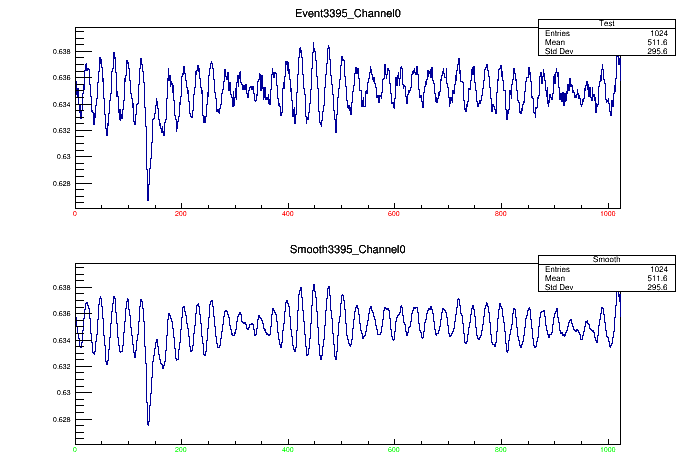 Event3395_Channel0
Test
Entries 1024
Mean 511.6
Std Dev 295.6
0.638
0.636
0.634
0.632
0.63
0.628
0 200 400 600 800 1000
Smooth3395_Channel0
Smooth
Entries 1024
Mean 511.6
Std Dev 295.6
0.638
0.636
0.634
0.632
0.63
0.628
0 200 400 600 800 1000